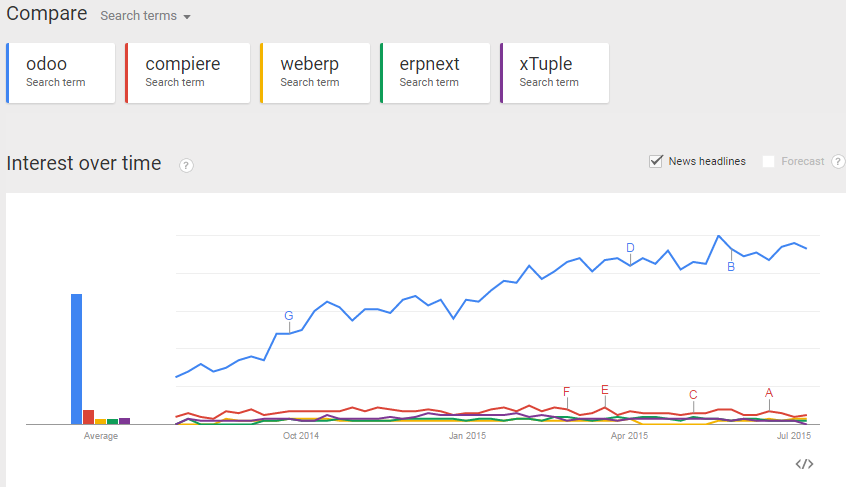 Compare Search terms
odoo compiere weberp erpnext xTuple
Search term Search term Search term Search term Search term
Interest over time ? News headlines Forecast ?
D
B
G
F E C A
Average Oct 2014 Jan 2015 Apr 2015 Jul 2015
</>